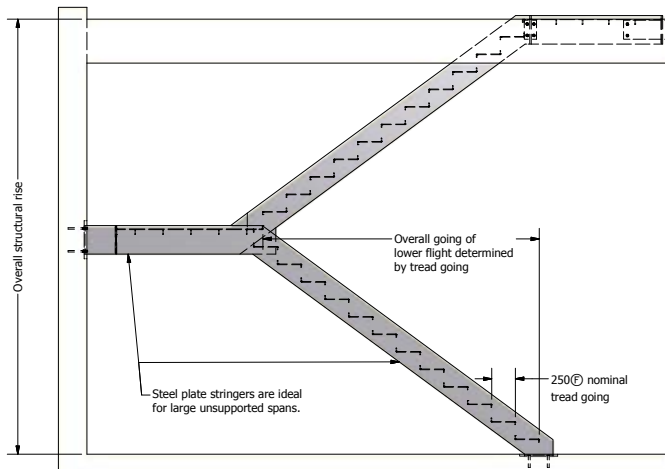 Overall structural rise
Overall going of
lower flight determined
by tread going
Steel plate stringers are ideal
for large unsupported spans.
250Ⓕ nominal
tread going